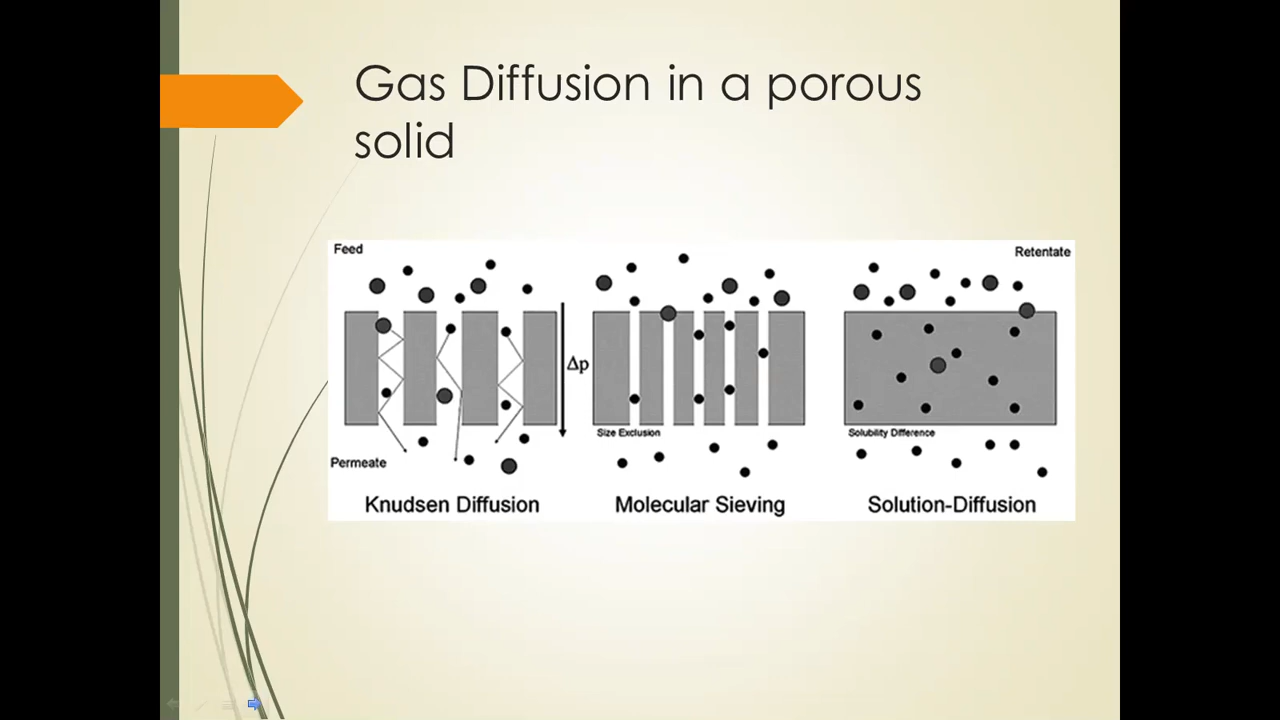 Gas Diffusion in a porous
solid
Feed
Retentate
Δp
Size Exclusion
Solubility Difference
Permeate
Knudsen Diffusion
Molecular Sieving
Solution-Diffusion